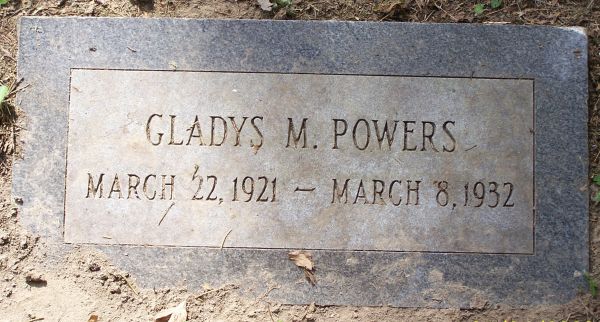 GLADYS M. POWERS
MARCH 22, 1921 – MARCH 8, 1932